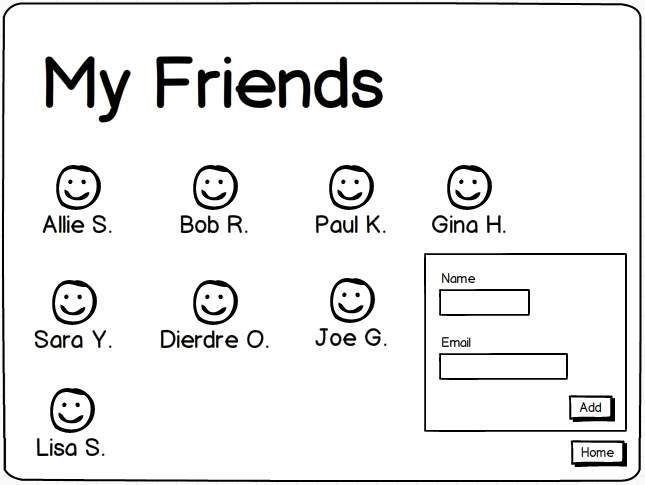 My Friends
Allie S.
Bob R.
Paul K.
Gina H.
Sara Y.
Dierdre O.
Joe G.
Lisa S.
Name
Email
Add
Home